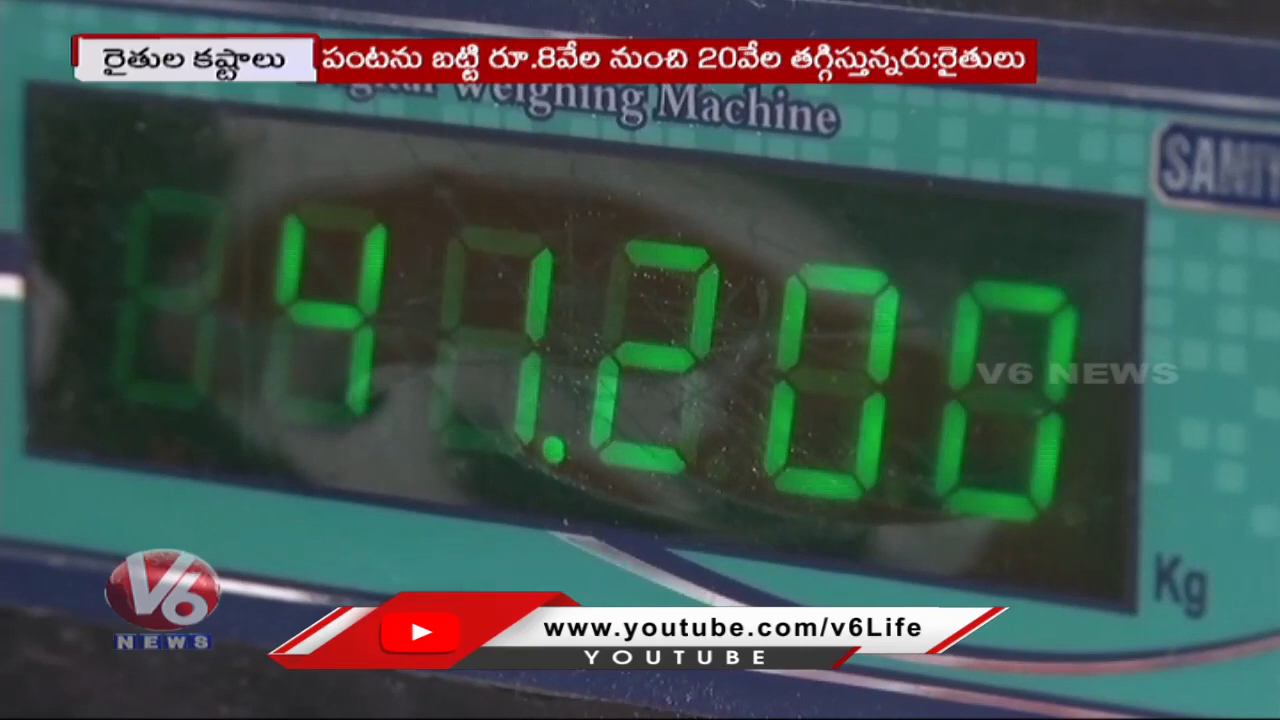 రైతుల కష్టాలు
పంటను బట్టి రూ.8వేల నుంచి 20వేల తగ్గిస్తున్నరు:రైతులు
Weighing Machine
41.200
Kg
V6 NEWS
V6
NEWS
www.youtube.com/v6Life
YOUTUBE